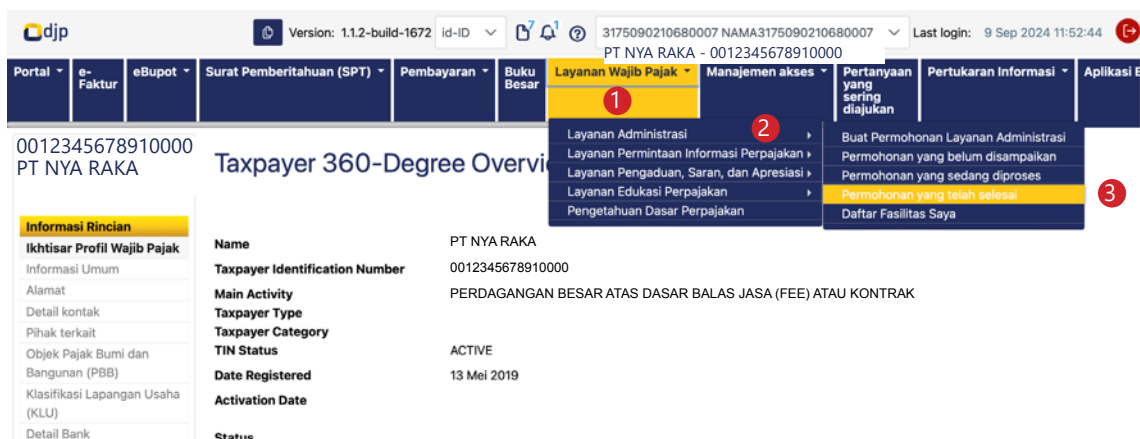 djp
Version: 1.1.2-build-1672
id-ID
7
1
3175090210680007 NAMA3175090210680007
PT NYA RAKA - 0012345678910000
Last login: 9 Sep 2024 11:52:44
Portal
e-Faktur
eBupot
Surat Pemberitahuan (SPT)
Pembayaran
Buku Besar
Layanan Wajib Pajak
Manajemen akses
Pertanyaan yang sering diajukan
Pertukaran Informasi
Aplikasi
1
Layanan Administrasi
2
Layanan Permintaan Informasi Perpajakan
Layanan Pengaduan, Saran, dan Apresiasi
Layanan Edukasi Perpajakan
Pengetahuan Dasar Perpajakan
Buat Permohonan Layanan Administrasi
Permohonan yang belum disampaikan
Permohonan yang sedang diproses
Permohonan yang telah selesai
3
Daftar Fasilitas Saya
0012345678910000
PT NYA RAKA
Taxpayer 360-Degree Overvi
Informasi Rincian
Ikhtisar Profil Wajib Pajak
Informasi Umum
Alamat
Detail kontak
Pihak terkait
Objek Pajak Bumi dan
Bangunan (PBB)
Klasifikasi Lapangan Usaha
(KLU)
Detail Bank
Name PT NYA RAKA
Taxpayer Identification Number 0012345678910000
Main Activity PERDAGANGAN BESAR ATAS DASAR BALAS JASA (FEE) ATAU KONTRAK
Taxpayer Type
Taxpayer Category
TIN Status ACTIVE
Date Registered 13 Mei 2019
Activation Date
Status